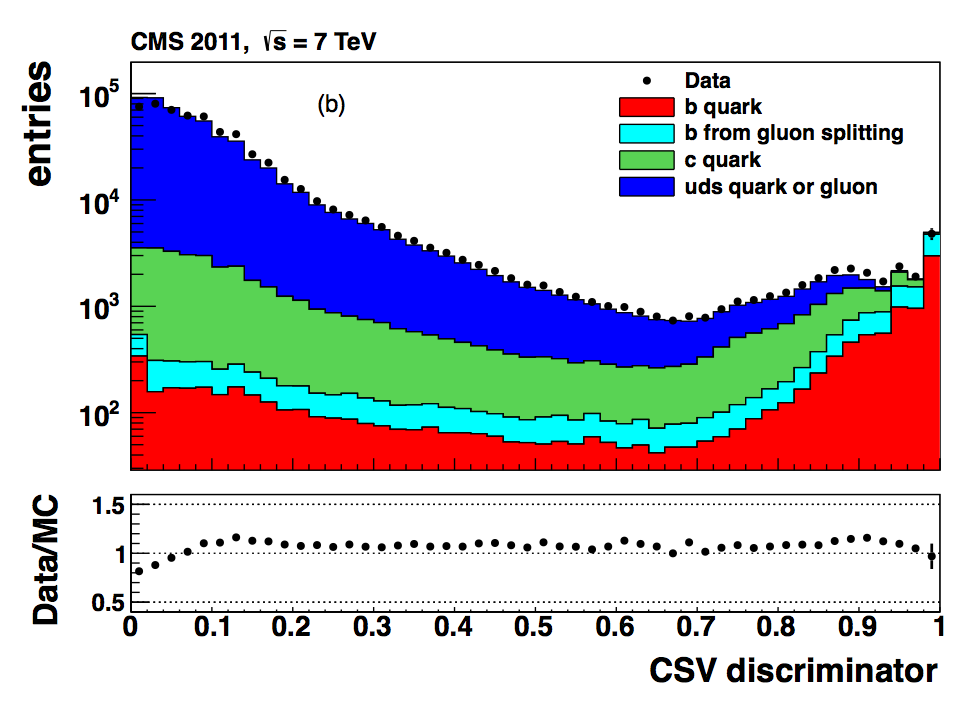 CMS 2011, √s = 7 TeV
entries
10⁵
10⁴
10³
10²
(b)
Data
b quark
b from gluon splitting
c quark
uds quark or gluon
Data/MC
1.5
1
0.5
0 0.1 0.2 0.3 0.4 0.5 0.6 0.7 0.8 0.9 1
CSV discriminator